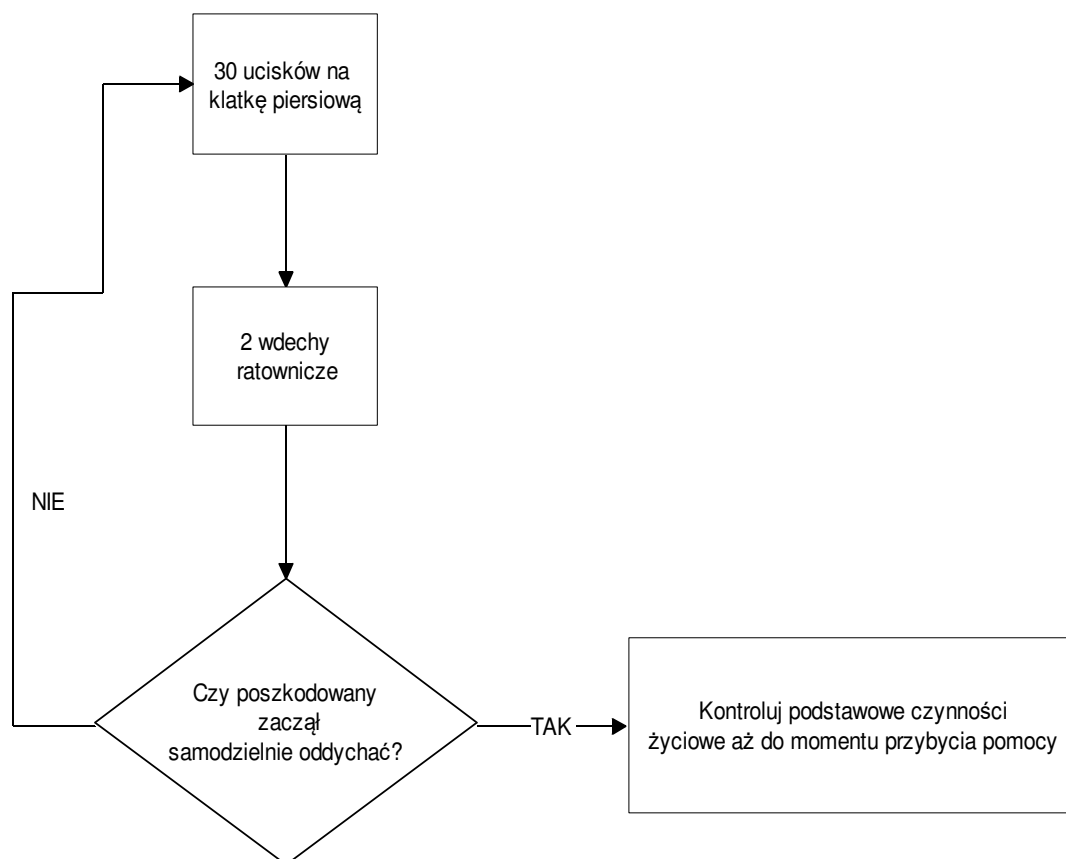 30 ucisków na
klatkę piersiową
2 wdechy
ratownicze
NIE
Czy poszkodowany
zaczął
samodzielnie oddychać?
TAK
Kontroluj podstawowe czynności
życiowe aż do momentu przybycia pomocy